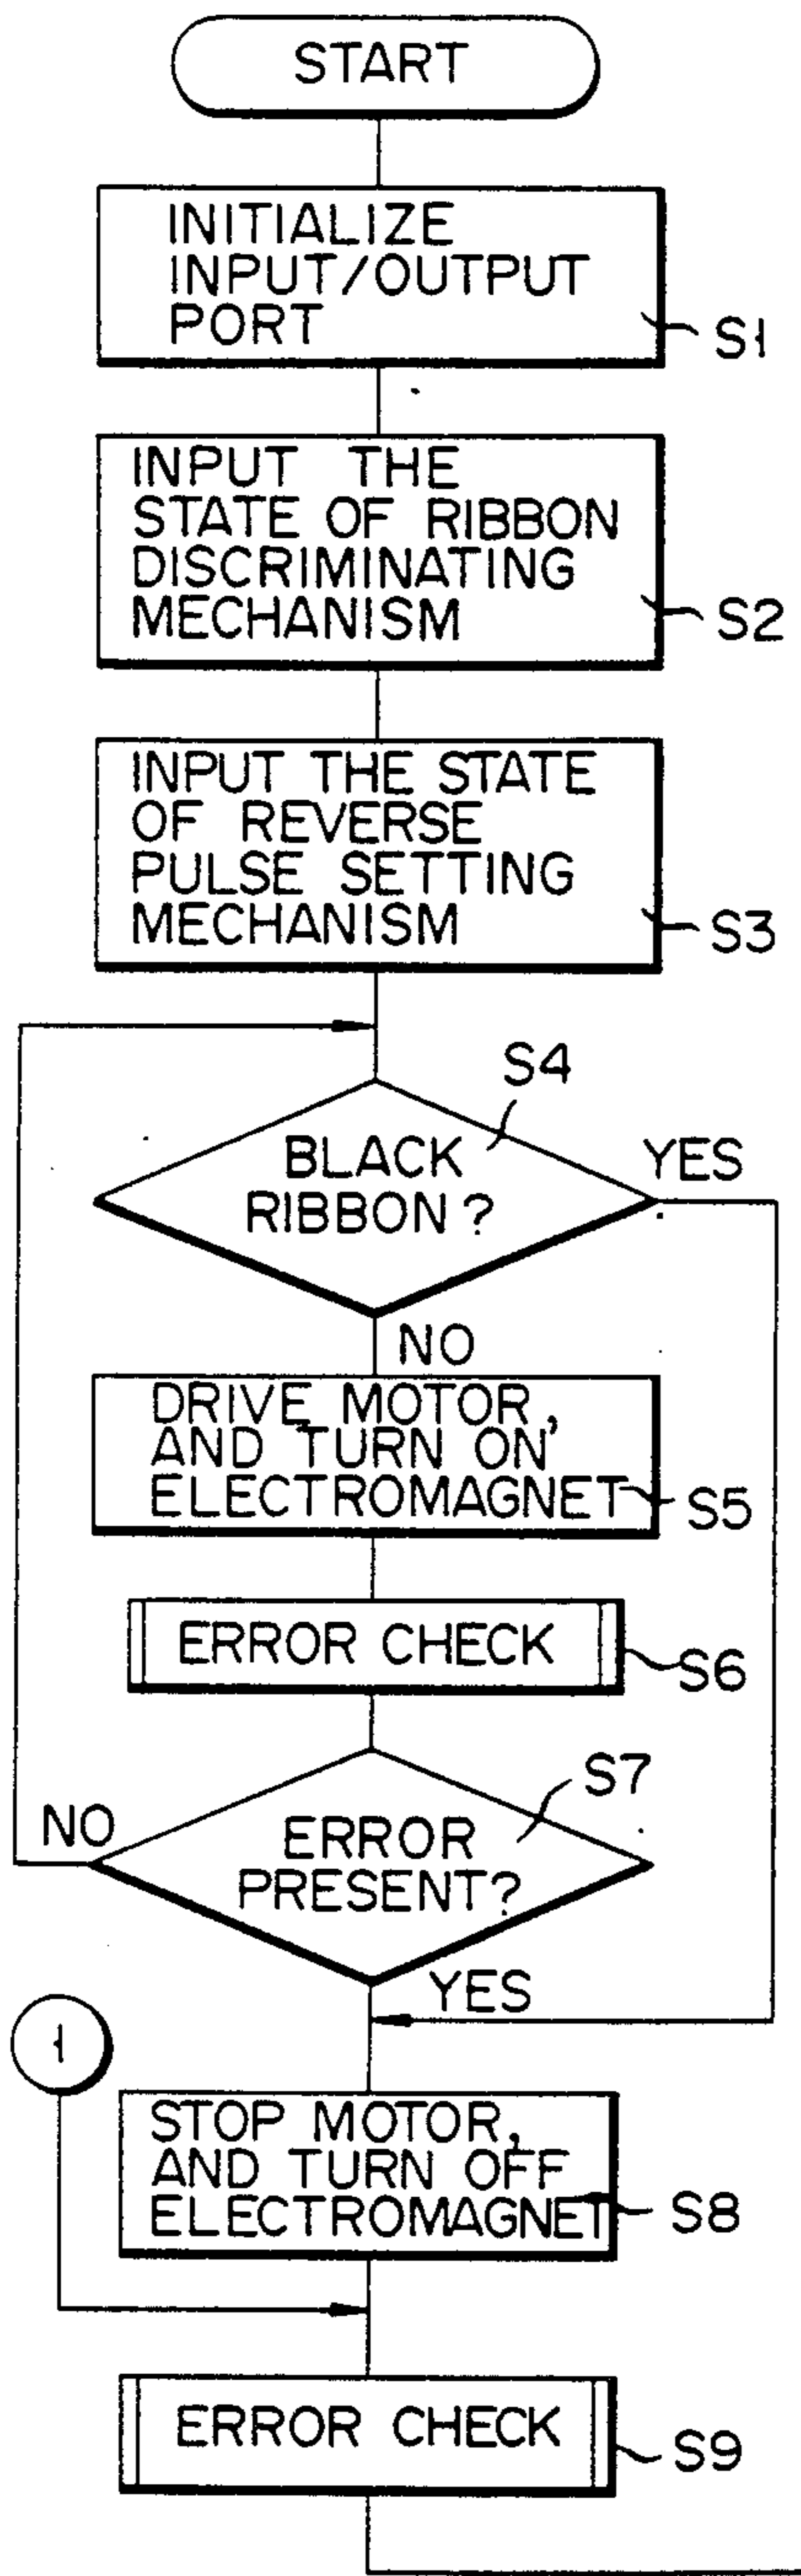 START
INITIALIZE
INPUT/OUTPUT
PORT
S1
INPUT THE
STATE OF RIBBON
DISCRIMINATING
MECHANISM
S2
INPUT THE STATE
OF REVERSE
PULSE SETTING
MECHANISM
S3
S4
BLACK
RIBBON?
YES
NO
DRIVE MOTOR,
AND TURN ON
ELECTROMAGNET
S5
ERROR CHECK
S6
S7
NO
ERROR
PRESENT?
YES
1
STOP MOTOR,
AND TURN OFF
ELECTROMAGNET
S8
ERROR CHECK
S9